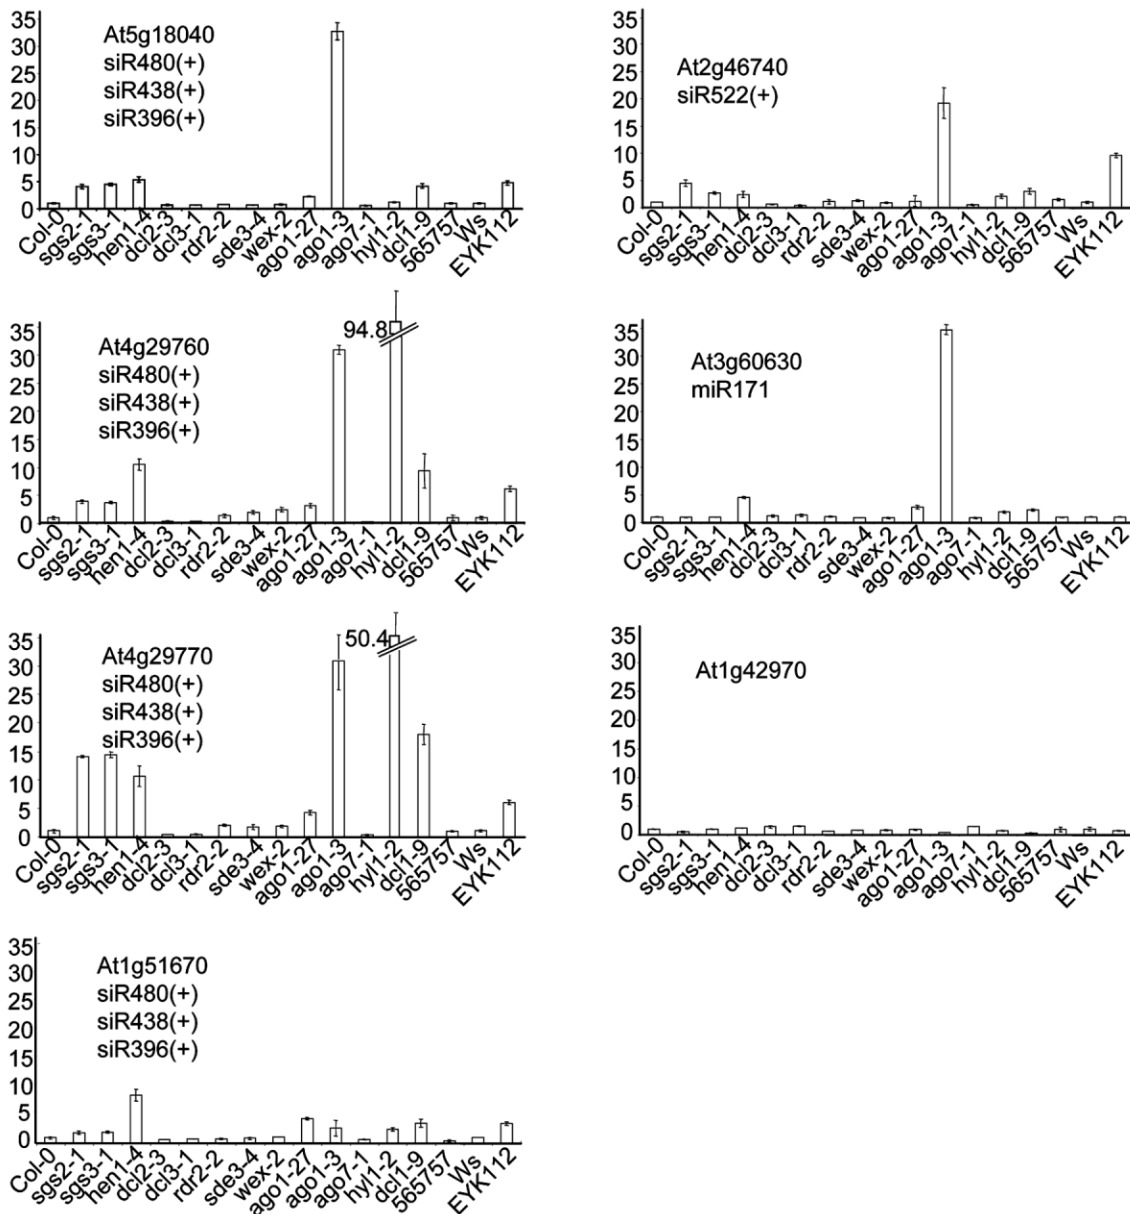 35
30
25
20
15
10
5
0
At5g18040
siR480(+)
siR438(+)
siR396(+)
Col-0 sgs2-1 sgs3-1 hen1-4 dcl2-3 dcl3-1 rdr2-2 sde3-4 wex-2 ago1-27 ago1-3 ago7-1 hyl1-2 dcl1-9 565757 Ws EYK112
35
30
25
20
15
10
5
0
At2g46740
siR522(+)
Col-0 sgs2-1 sgs3-1 hen1-4 dcl2-3 dcl3-1 rdr2-2 sde3-4 wex-2 ago1-27 ago1-3 ago7-1 hyl1-2 dcl1-9 565757 Ws EYK112
35
30
25
20
15
10
5
0
At4g29760
siR480(+)
siR438(+)
siR396(+)
94.8
Col-0 sgs2-1 sgs3-1 hen1-4 dcl2-3 dcl3-1 rdr2-2 sde3-4 wex-2 ago1-27 ago1-3 ago7-1 hyl1-2 dcl1-9 565757 Ws EYK112
35
30
25
20
15
10
5
0
At3g60630
miR171
Col-0 sgs2-1 sgs3-1 hen1-4 dcl2-3 dcl3-1 rdr2-2 sde3-4 wex-2 ago1-27 ago1-3 ago7-1 hyl1-2 dcl1-9 565757 Ws EYK112
35
30
25
20
15
10
5
0
At4g29770
siR480(+)
siR438(+)
siR396(+)
50.4
Col-0 sgs2-1 sgs3-1 hen1-4 dcl2-3 dcl3-1 rdr2-2 sde3-4 wex-2 ago1-27 ago1-3 ago7-1 hyl1-2 dcl1-9 565757 Ws EYK112
35
30
25
20
15
10
5
0
At1g42970
Col-0 sgs2-1 sgs3-1 hen1-4 dcl2-3 dcl3-1 rdr2-2 sde3-4 wex-2 ago1-27 ago1-3 ago7-1 hyl1-2 dcl1-9 565757 Ws EYK112
35
30
25
20
15
10
5
0
At1g51670
siR480(+)
siR438(+)
siR396(+)
Col-0 sgs2-1 sgs3-1 hen1-4 dcl2-3 dcl3-1 rdr2-2 sde3-4 wex-2 ago1-27 ago1-3 ago7-1 hyl1-2 dcl1-9 565757 Ws EYK112